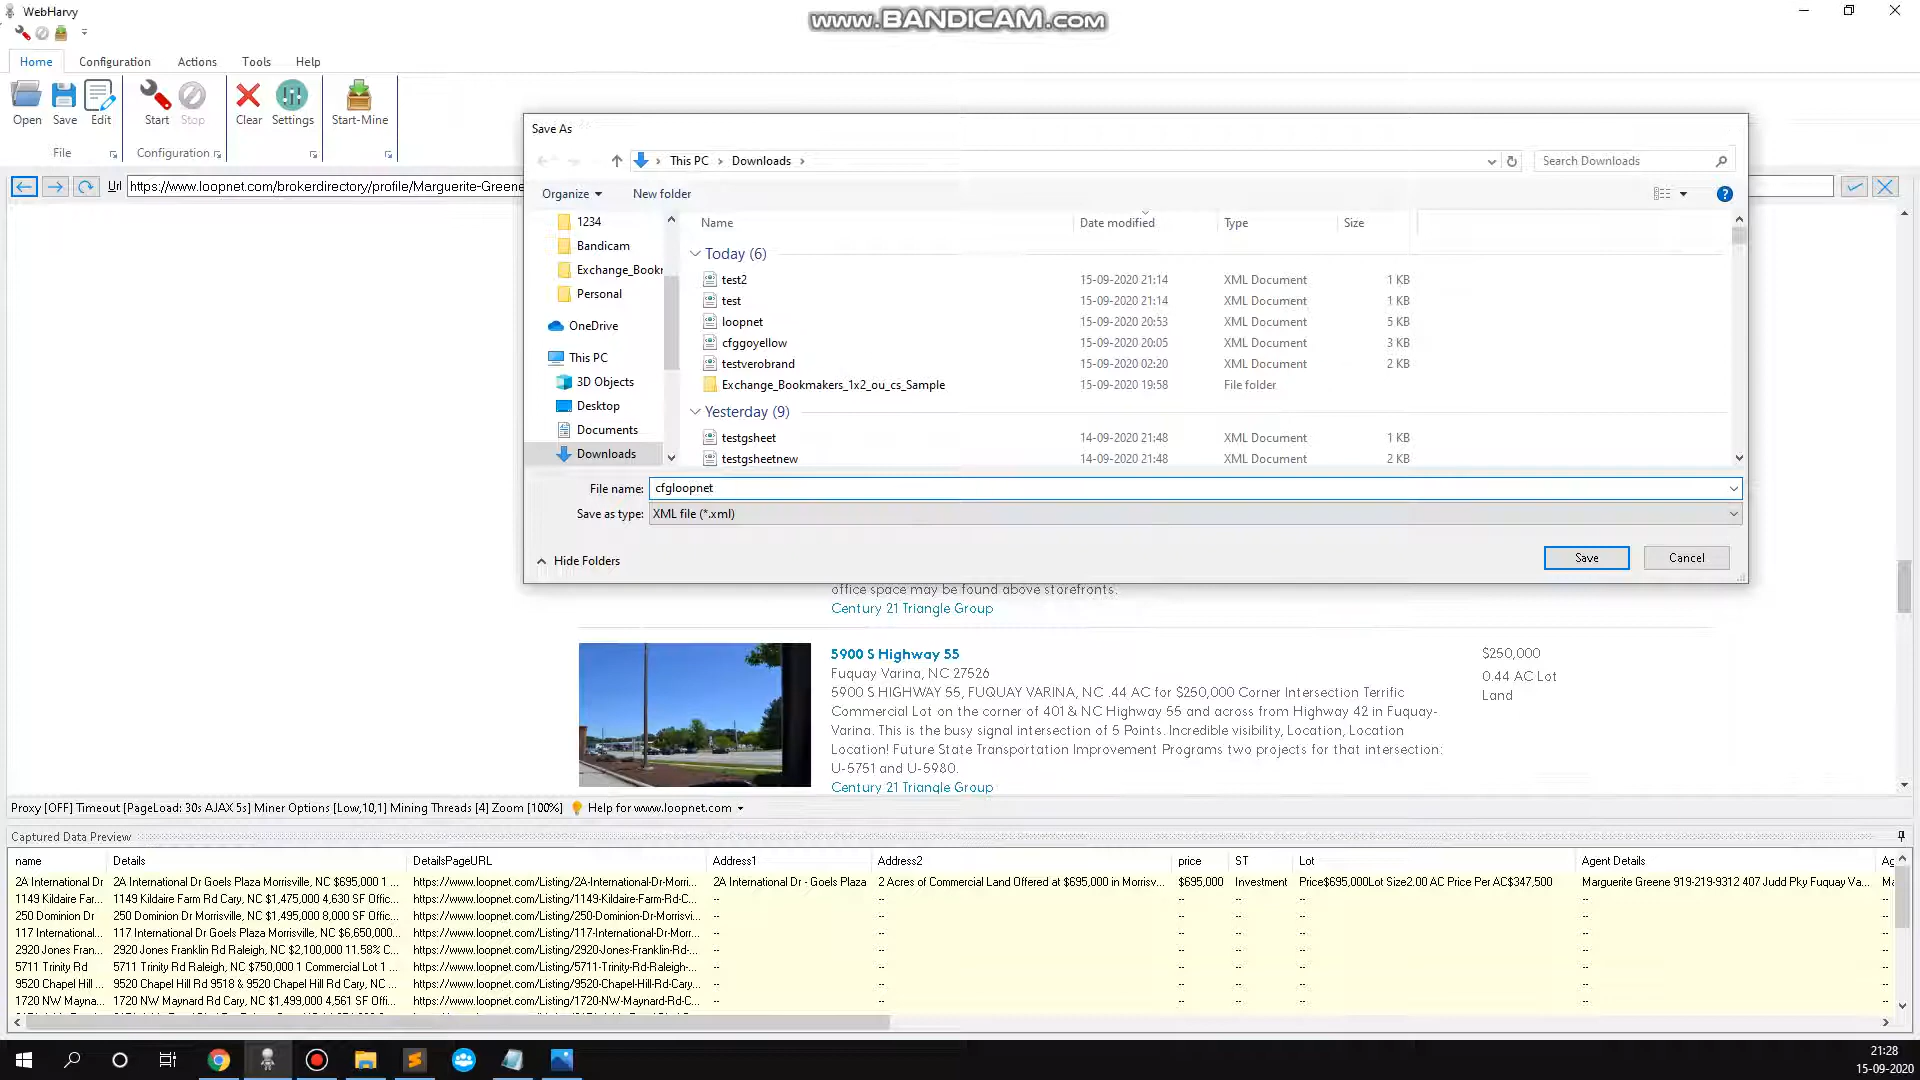 WebHarvy
www.BANDICAM.com
Home Configuration Actions Tools Help
Open Save Edit Start Stop Clear Settings Start-Mine
File Configuration
Url https://www.loopnet.com/brokerdirectory/profile/Marguerite-Greene
Save As
This PC > Downloads >
Search Downloads
Organize New folder
1234
Bandicam
Exchange_Bookr
Personal
OneDrive
This PC
3D Objects
Desktop
Documents
Downloads
Name Date modified Type Size
Today (6)
test2 15-09-2020 21:14 XML Document 1 KB
test 15-09-2020 21:14 XML Document 1 KB
loopnet 15-09-2020 20:53 XML Document 5 KB
cfggoyellow 15-09-2020 20:05 XML Document 3 KB
testverobrand 15-09-2020 02:20 XML Document 2 KB
Exchange_Bookmakers_1x2_ou_cs_Sample 15-09-2020 19:58 File folder
Yesterday (9)
testgsheet 14-09-2020 21:48 XML Document 1 KB
testgsheetnew 14-09-2020 21:48 XML Document 2 KB
File name: cfgloopnet
Save as type: XML file (*.xml)
Hide Folders
Save Cancel
office space may be found above storefronts.
Century 21 Triangle Group
5900 S Highway 55
Fuquay Varina, NC 27526
5900 S HIGHWAY 55, FUQUAY VARINA, NC .44 AC for $250,000 Corner Intersection Terrific
Commercial Lot on the corner of 401 & NC Highway 55 and across from Highway 42 in Fuquay-
Varina. This is the busy signal intersection of 5 Points. Incredible visibility, Location, Location
Location! Future State Transportation Improvement Programs two projects for that intersection:
U-5751 and U-5980.
Century 21 Triangle Group
$250,000
0.44 AC Lot
Land
Proxy [OFF] Timeout [PageLoad: 30s AJAX 5s] Miner Options [Low,10,1] Mining Threads [4] Zoom [100%] Help for www.loopnet.com
Captured Data Preview
name Details DetailsPageURL Address1 Address2 price ST Lot Agent Details Ag
2A International Dr 2A International Dr Goels Plaza Morrisville, NC $695,000 1 ... https://www.loopnet.com/Listing/2A-International-Dr-Morri... 2A International Dr - Goels Plaza 2 Acres of Commercial Land Offered at $695,000 in Morrisv... $695,000 Investment Price$695,000Lot Size2.00 AC Price Per AC$347,500 Marguerite Greene 919-219-9312 407 Judd Pky Fuquay Va... Ma
1149 Kildaire Far... 1149 Kildaire Farm Rd Cary, NC $1,475,000 4,630 SF Offic... https://www.loopnet.com/Listing/1149-Kildaire-Farm-Rd-C... -- -- -- -- -- --
250 Dominion Dr 250 Dominion Dr Morrisville, NC $1,495,000 8,000 SF Offic... https://www.loopnet.com/Listing/250-Dominion-Dr-Morrisvi... -- -- -- -- -- --
117 International... 117 International Dr Goels Plaza Morrisville, NC $6,650,000... https://www.loopnet.com/Listing/117-International-Dr-Morri... -- -- -- -- -- --
2920 Jones Fran... 2920 Jones Franklin Rd Raleigh, NC $2,100,000 11.58% C... https://www.loopnet.com/Listing/2920-Jones-Franklin-Rd-... -- -- -- -- -- --
5711 Trinity Rd 5711 Trinity Rd Raleigh, NC $750,000 1 Commercial Lot 1 ... https://www.loopnet.com/Listing/5711-Trinity-Rd-Raleigh-... -- -- -- -- -- --
9520 Chapel Hill ... 9520 Chapel Hill Rd 9518 & 9520 Chapel Hill Rd Cary, NC ... https://www.loopnet.com/Listing/9520-Chapel-Hill-Rd-Cary... -- -- -- -- -- --
1720 NW Mayna... 1720 NW Maynard Rd Cary, NC $1,499,000 4,561 SF Offi... https://www.loopnet.com/Listing/1720-NW-Maynard-Rd-C... -- -- -- -- -- --
21:28
15-09-2020